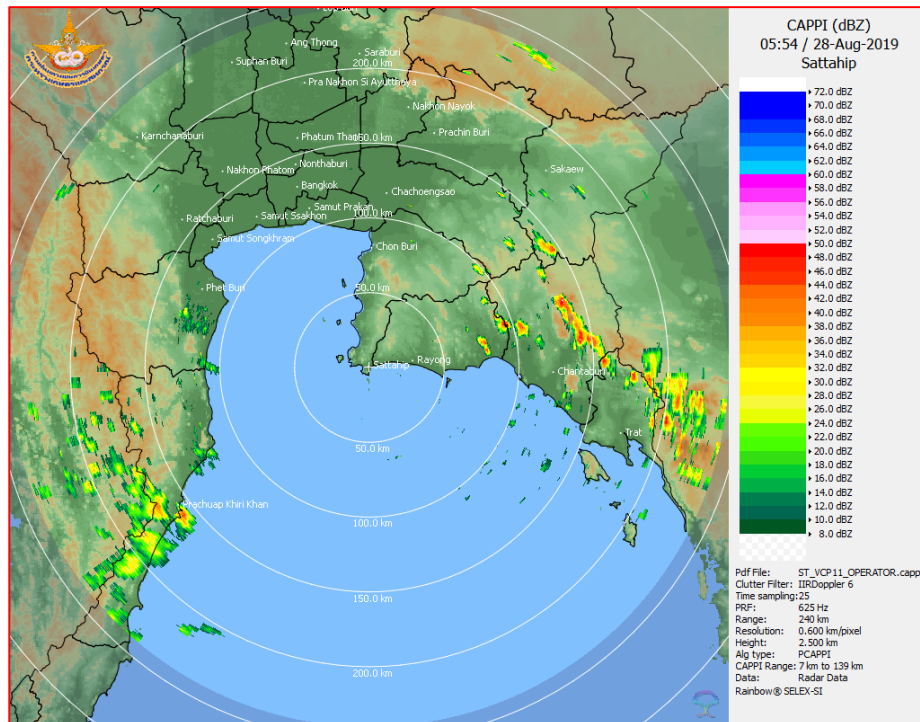 CAPPI (dBZ)
05:54 / 28-Aug-2019
Sattahip
72.0 dBZ
70.0 dBZ
68.0 dBZ
66.0 dBZ
64.0 dBZ
62.0 dBZ
60.0 dBZ
58.0 dBZ
56.0 dBZ
54.0 dBZ
52.0 dBZ
50.0 dBZ
48.0 dBZ
46.0 dBZ
44.0 dBZ
42.0 dBZ
40.0 dBZ
38.0 dBZ
36.0 dBZ
34.0 dBZ
32.0 dBZ
30.0 dBZ
28.0 dBZ
26.0 dBZ
24.0 dBZ
22.0 dBZ
20.0 dBZ
18.0 dBZ
16.0 dBZ
14.0 dBZ
12.0 dBZ
10.0 dBZ
8.0 dBZ
Pdf File: ST_VCP11_OPERATOR.capp
Clutter Filter: IIRDoppler 6
Time sampling:25
PRF: 625 Hz
Range: 240 km
Resolution: 0.600 km/pixel
Height: 2.500 km
Alg type: PCAPPI
CAPPI Range: 7 km to 139 km
Data: Radar Data
Rainbow® SELEX-SI
Ang Thong
Saraburi
Suphan Buri
200.0 km
Pra Nakhon Si Ayutthaya
Nakhon Nayok
Karnchanaburi
Phatum Thani
150.0 km
Prachin Buri
Nonthaburi
Nakhon Phatom
Sakaew
Bangkok
Chachoengsao
Samut Prakan
Ratchaburi
Samut Ssakhon
100.0 km
Samut Songkhram
Chon Buri
Phet Buri
50.0 km
Rayong
Sattahip
Chantaburi
Trat
50.0 km
Prachuap Khiri Khan
100.0 km
150.0 km
200.0 km